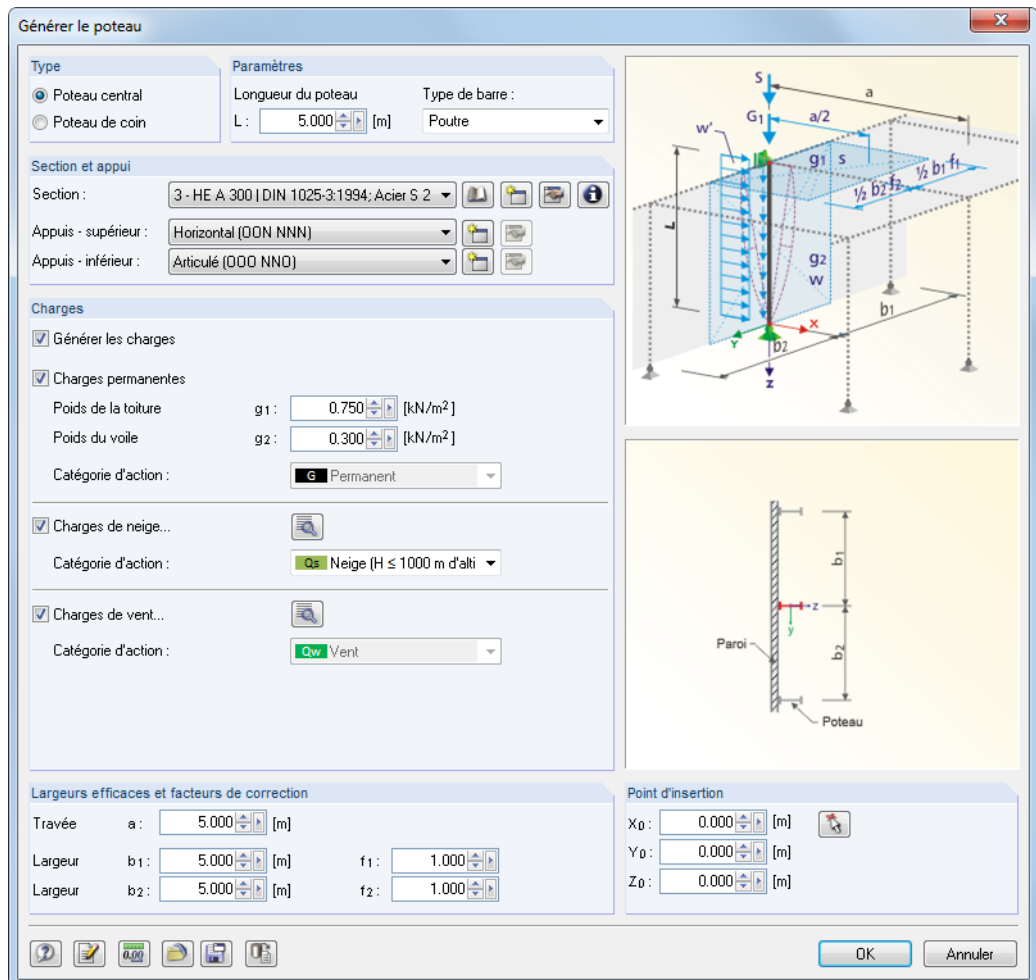 Générer le poteau
Type
Poteau central
Poteau de coin
Paramètres
Longueur du poteau
L : 5.000 [m]
Type de barre :
Poutre
Section et appui
Section : 3 - HE A 300 | DIN 1025-3:1994; Acier S 2
Appuis - supérieur : Horizontal (OON NNN)
Appuis - inférieur : Articulé (OOO NNO)
Charges
Générer les charges
Charges permanentes
Poids de la toiture g1 : 0.750 [kN/m²]
Poids du voile g2 : 0.300 [kN/m²]
Catégorie d'action : G Permanent
Charges de neige...
Catégorie d'action : Qs Neige (H ≤ 1000 m d'alti
Charges de vent...
Catégorie d'action : Qw Vent
S
a
G1
a/2
w'
g1 s
½ b2 f2
½ b1 f1
L
g2
w
b1
X
Y
b2
Z
b1
z
y
Paroi
b2
Poteau
Largeurs efficaces et facteurs de correction
Travée a : 5.000 [m]
Largeur b1 : 5.000 [m] f1 : 1.000
Largeur b2 : 5.000 [m] f2 : 1.000
Point d'insertion
X0 : 0.000 [m]
Y0 : 0.000 [m]
Z0 : 0.000 [m]
0.00
OK
Annuler